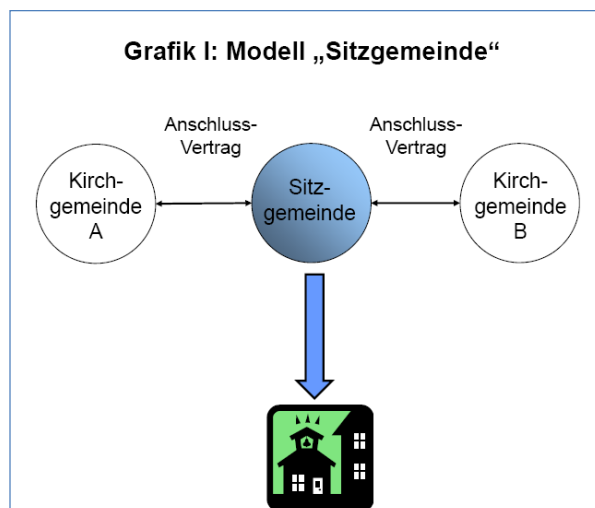 Grafik I: Modell „Sitzgemeinde“
Anschluss-
Vertrag
Anschluss-
Vertrag
Kirch-
gemeinde
A
Sitz-
gemeinde
Kirch-
gemeinde
B